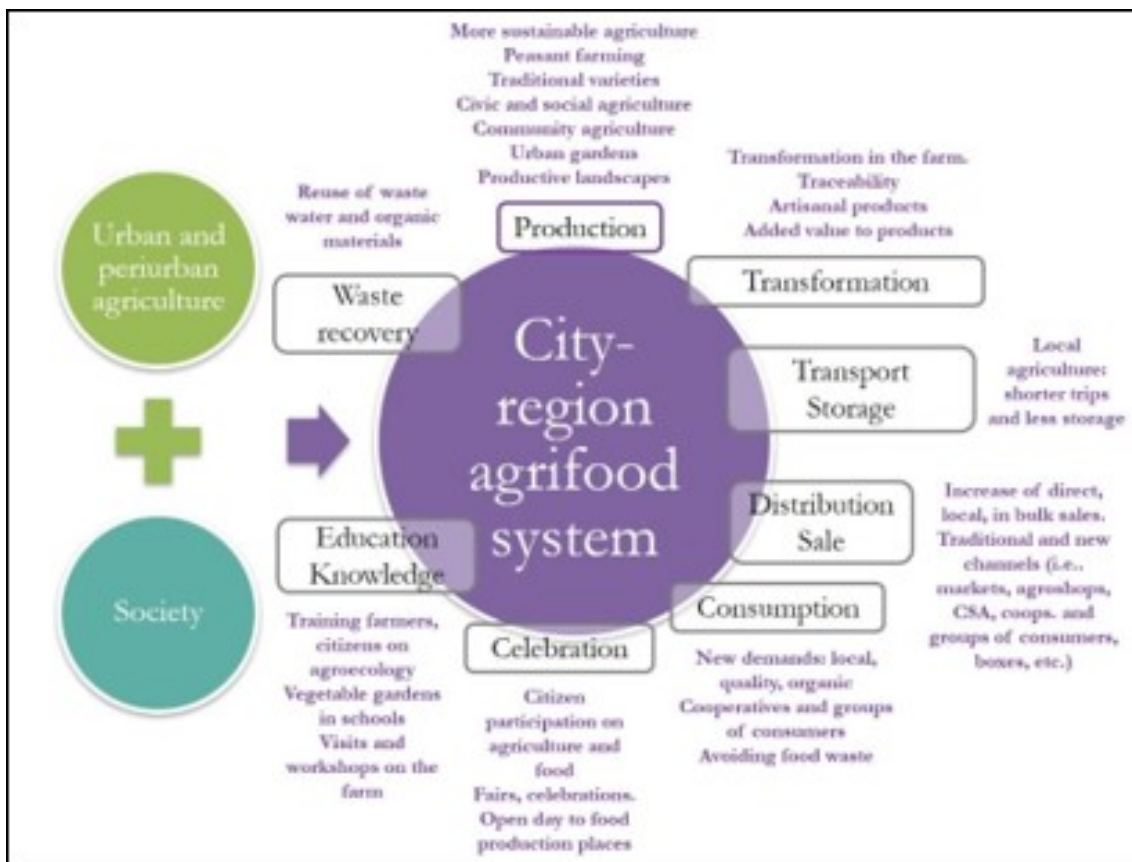 More sustainable agriculture
Peasant farming
Traditional varieties
Civic and social agriculture
Community agriculture
Urban gardens
Productive landscapes
Production
Transformation in the farm.
Traceability
Artisanal products
Added value to products
Transformation
Local
agriculture:
shorter trips
and less storage
Transport
Storage
Increase of direct,
local, in bulk sales.
Traditional and new
channels (i.e..
markets, agroshops,
CSA, coops. and
groups of consumers,
boxes, etc.)
Distribution
Sale
Consumption
New demands: local,
quality, organic
Cooperatives and groups
of consumers
Avoiding food waste
Celebration
Citizen
participation on
agriculture and
food
Fairs, celebrations.
Open day to food
production places
Education
Knowledge
Training farmers,
citizens on
agroecology
Vegetable gardens
in schools
Visits and
workshops on the
farm
Reuse of waste
water and organic
materials
Waste
recovery
City-
region
agrifood
system
Urban and
periurban
agriculture
Society